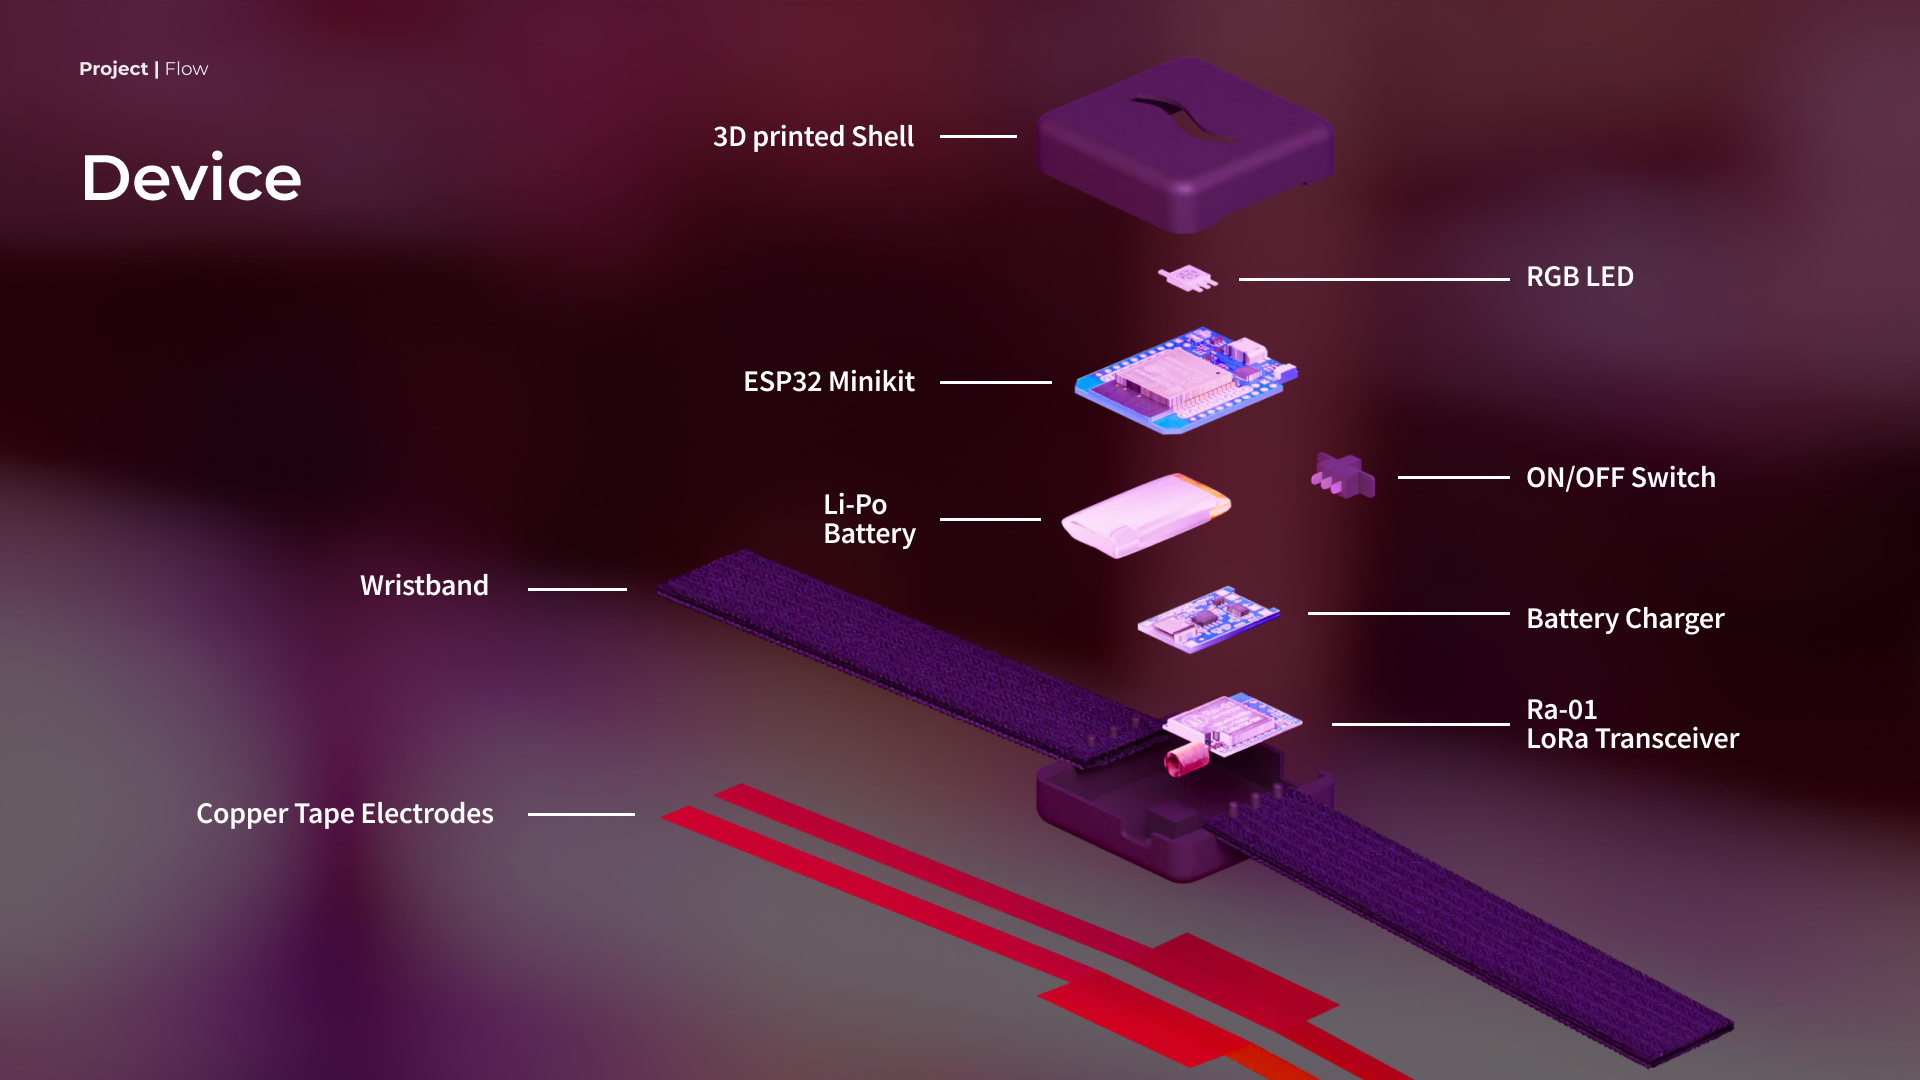 Project | Flow
Device
3D printed Shell
RGB LED
ESP32 Minikit
ON/OFF Switch
Li-Po
Battery
Wristband
Battery Charger
Ra-01
LoRa Transceiver
Copper Tape Electrodes